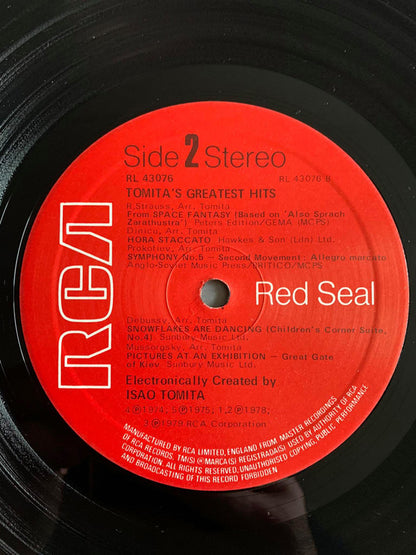 Side 2 Stereo
RL 43076
RL 43076 B
TOMITA'S GREATEST HITS
R.Strauss, Arr. Tomita
From SPACE FANTASY (Based on 'Also Sprach
Zarathustra') Peters Edition/GEMA (MCPS)
Dinicu, Arr. Tomita
HORA STACCATO Hawkes & Son (Ldn) Ltd.
Prokofiev, Arr. Tomita
SYMPHONY No.5 - Second Movement: Allegro marcato
Anglo-Soviet Music Press/BRITICO/MCPS
RCA
Red Seal
Debussy, Arr. Tomita
SNOWFLAKES ARE DANCING (Children's Corner Suite,
No.4). Sunbury Music Ltd.
Mussorgsky, Arr. Tomita
PICTURES AT AN EXHIBITION - Great Gate
of Kiev. Sunbury Music Ltd.
Electronically Created by
ISAO TOMITA
4 ℗ 1974; 5 ℗ 1975; 1,2 ℗ 1978;
3 ℗ 1979 RCA Corporation
MANUFACTURED BY RCA LIMITED, ENGLAND FROM MASTER RECORDINGS
OF RCA RECORDS. TM(S) ® MARCA(S) REGISTRADA(S) USED BY AUTHORITY OF RCA
CORPORATION. ALL RIGHTS RESERVED. UNAUTHORISED COPYING, PUBLIC PERFORMANCE
AND BROADCASTING OF THIS RECORD FORBIDDEN